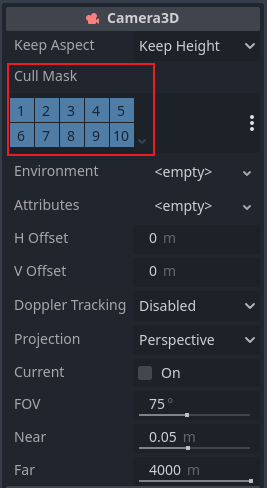 Camera3D
Keep Aspect Keep Height
Cull Mask
1 2 3 4 5
6 7 8 9 10
Environment <empty>
Attributes <empty>
H Offset 0 m
V Offset 0 m
Doppler Tracking Disabled
Projection Perspective
Current On
FOV 75 °
Near 0.05 m
Far 4000 m